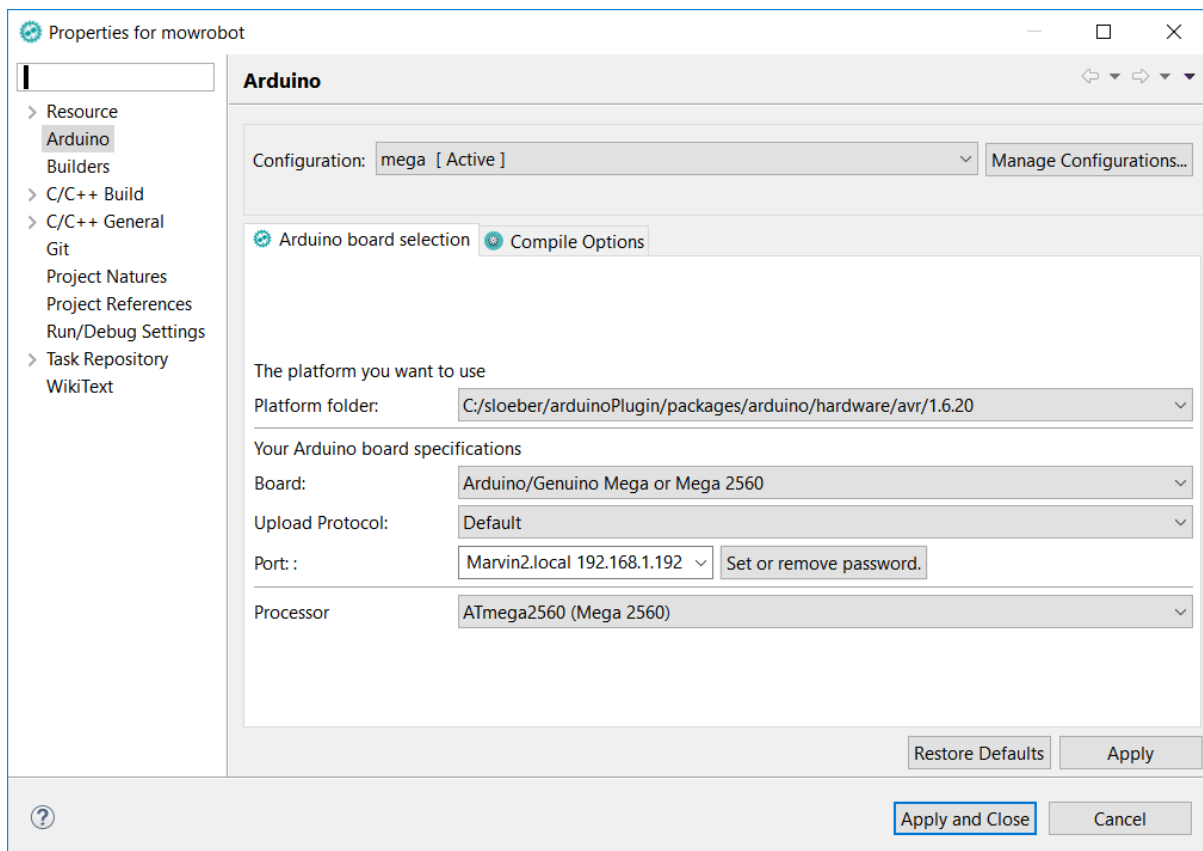 Properties for mowrobot
Resource
Arduino
Builders
C/C++ Build
C/C++ General
Git
Project Natures
Project References
Run/Debug Settings
Task Repository
WikiText
Arduino
Configuration: mega [ Active ] Manage Configurations...
Arduino board selection Compile Options
The platform you want to use
Platform folder: C:/sloeber/arduinoPlugin/packages/arduino/hardware/avr/1.6.20
Your Arduino board specifications
Board: Arduino/Genuino Mega or Mega 2560
Upload Protocol: Default
Port: : Marvin2.local 192.168.1.192 Set or remove password.
Processor ATmega2560 (Mega 2560)
Restore Defaults Apply
? Apply and Close Cancel